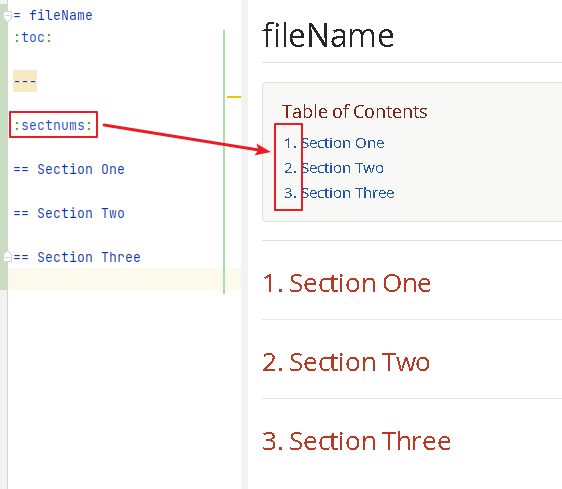 = fileName
:toc:
---
:sectnums:
== Section One
== Section Two
== Section Three
fileName
Table of Contents
1. Section One
2. Section Two
3. Section Three
1. Section One
2. Section Two
3. Section Three